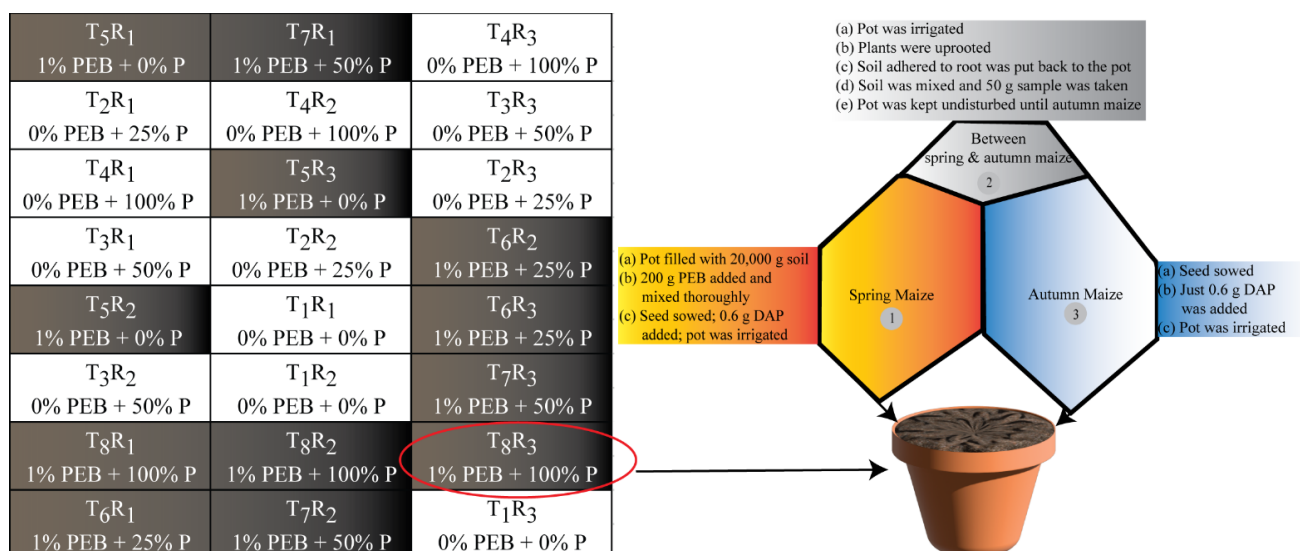 T5R1
1% PEB + 0% P
T7R1
1% PEB + 50% P
T4R3
0% PEB + 100% P
T2R1
0% PEB + 25% P
T4R2
0% PEB + 100% P
T3R3
0% PEB + 50% P
T4R1
0% PEB + 100% P
T5R3
1% PEB + 0% P
T2R3
0% PEB + 25% P
T3R1
0% PEB + 50% P
T2R2
0% PEB + 25% P
T6R2
1% PEB + 25% P
T5R2
1% PEB + 0% P
T1R1
0% PEB + 0% P
T6R3
1% PEB + 25% P
T3R2
0% PEB + 50% P
T1R2
0% PEB + 0% P
T7R3
1% PEB + 50% P
T8R1
1% PEB + 100% P
T8R2
1% PEB + 100% P
T8R3
1% PEB + 100% P
T6R1
1% PEB + 25% P
T7R2
1% PEB + 50% P
T1R3
0% PEB + 0% P
(a) Pot was irrigated
(b) Plants were uprooted
(c) Soil adhered to root was put back to the pot
(d) Soil was mixed and 50 g sample was taken
(e) Pot was kept undisturbed until autumn maize
Between
spring & autumn maize
2
(a) Pot filled with 20,000 g soil
(b) 200 g PEB added and
mixed thoroughly
(c) Seed sowed; 0.6 g DAP
added; pot was irrigated
Spring Maize
1
Autumn Maize
3
(a) Seed sowed
(b) Just 0.6 g DAP
was added
(c) Pot was irrigated